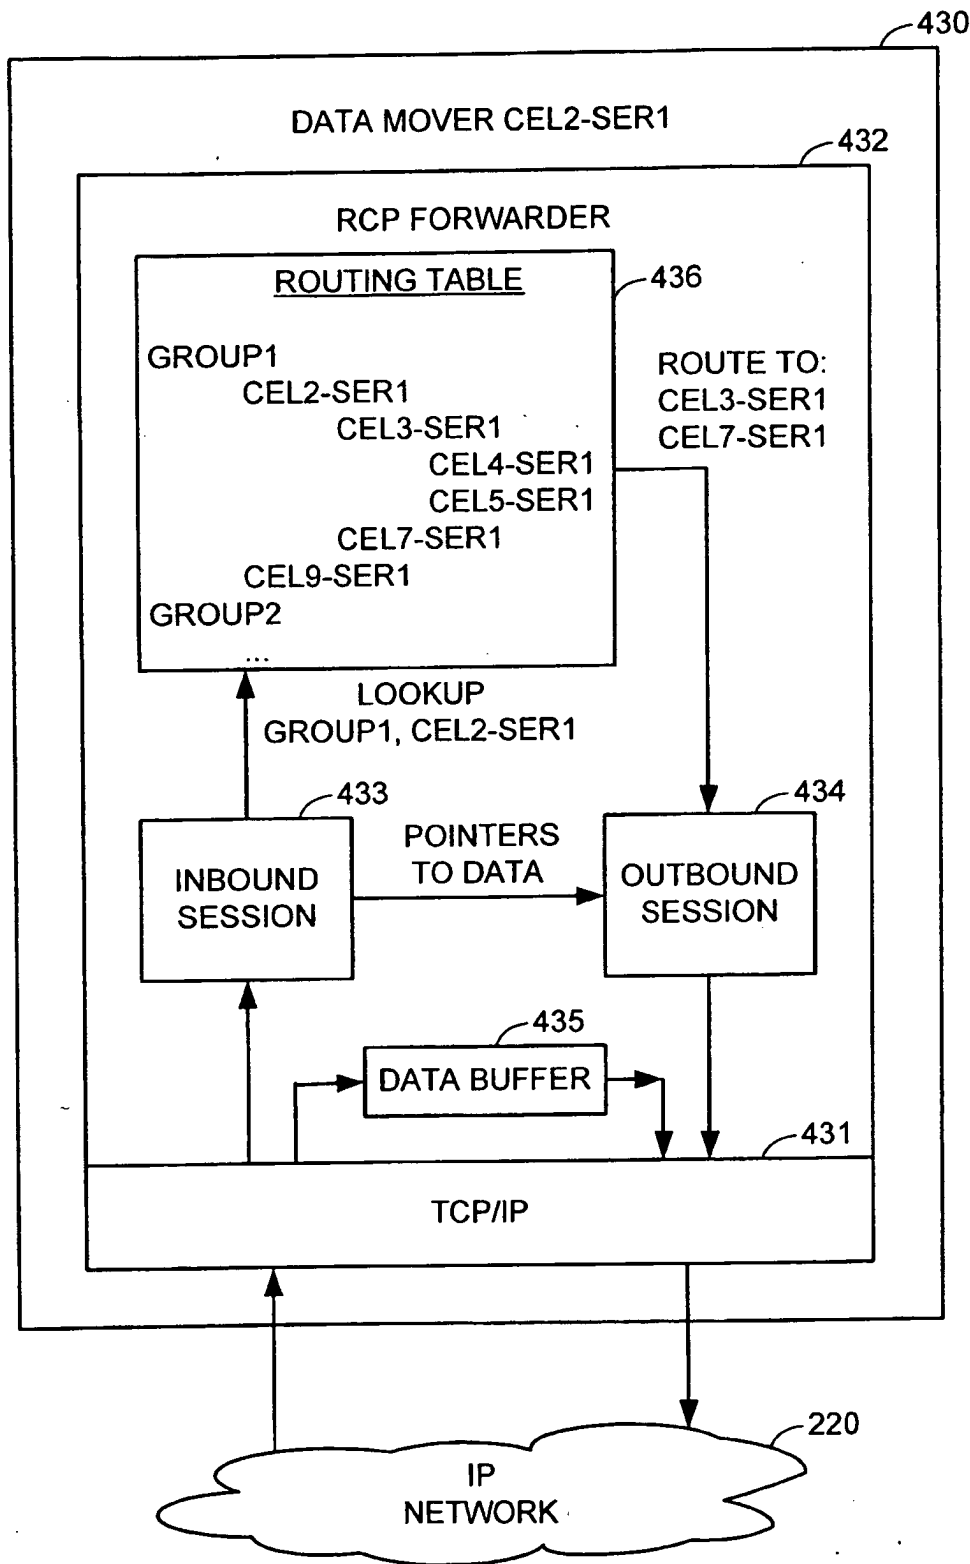 430
DATA MOVER CEL2-SER1
432
RCP FORWARDER
ROUTING TABLE
436
GROUP1
CEL2-SER1
CEL3-SER1
CEL4-SER1
CEL5-SER1
CEL7-SER1
CEL9-SER1
GROUP2
...
ROUTE TO:
CEL3-SER1
CEL7-SER1
LOOKUP
GROUP1, CEL2-SER1
433
INBOUND
SESSION
POINTERS
TO DATA
434
OUTBOUND
SESSION
435
DATA BUFFER
431
TCP/IP
220
IP
NETWORK